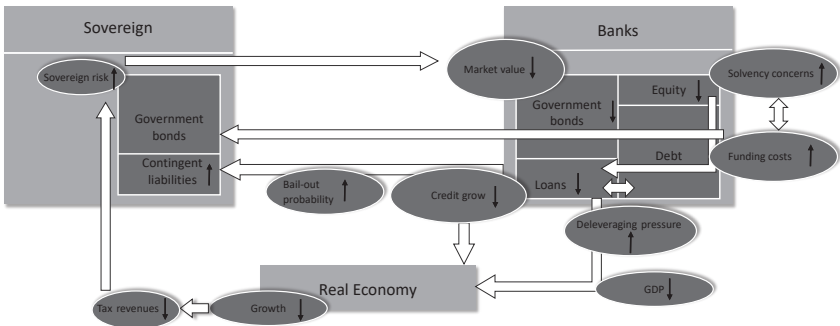 Sovereign
Banks
Sovereign risk
Market value
Solvency concerns
Equity
Government
bonds
Government
bonds
Contingent
liabilities
Debt
Funding costs
Bail-out
probability
Credit grow
Loans
Deleveraging pressure
Real Economy
GDP
Tax revenues
Growth